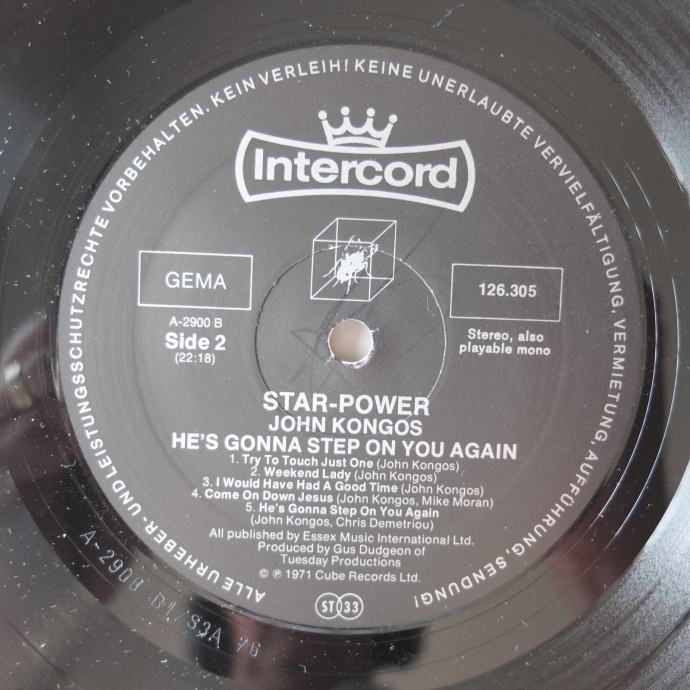 ALLE URHEBER- UND LEISTUNGSSCHUTZRECHTE VORBEHALTEN. KEIN VERLEIH! KEINE UNERLAUBTE VERVIELFÄLTIGUNG, VERMIETUNG, AUFFÜHRUNG, SENDUNG!
Intercord
GEMA
126.305
A-2900 B
Side 2
(22:18)
Stereo, also
playable mono
STAR-POWER
JOHN KONGOS
HE'S GONNA STEP ON YOU AGAIN
1. Try To Touch Just One (John Kongos)
2. Weekend Lady (John Kongos)
3. I Would Have Had A Good Time (John Kongos)
4. Come On Down Jesus (John Kongos, Mike Moran)
5. He's Gonna Step On You Again
(John Kongos, Chris Demetriou)
All published by Essex Music International Ltd.
Produced by Gus Dudgeon of
Tuesday Productions
© ℗ 1971 Cube Records Ltd.
ST 33
A-2900 B1/S3A 76